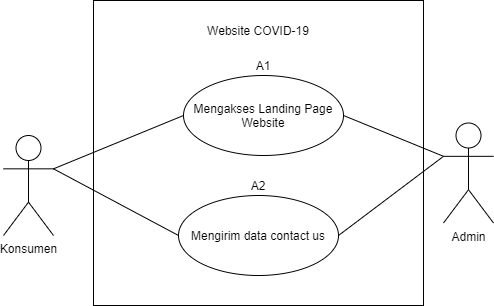 Website COVID-19
A1
Mengakses Landing Page
Website
A2
Mengirim data contact us
Konsumen
Admin